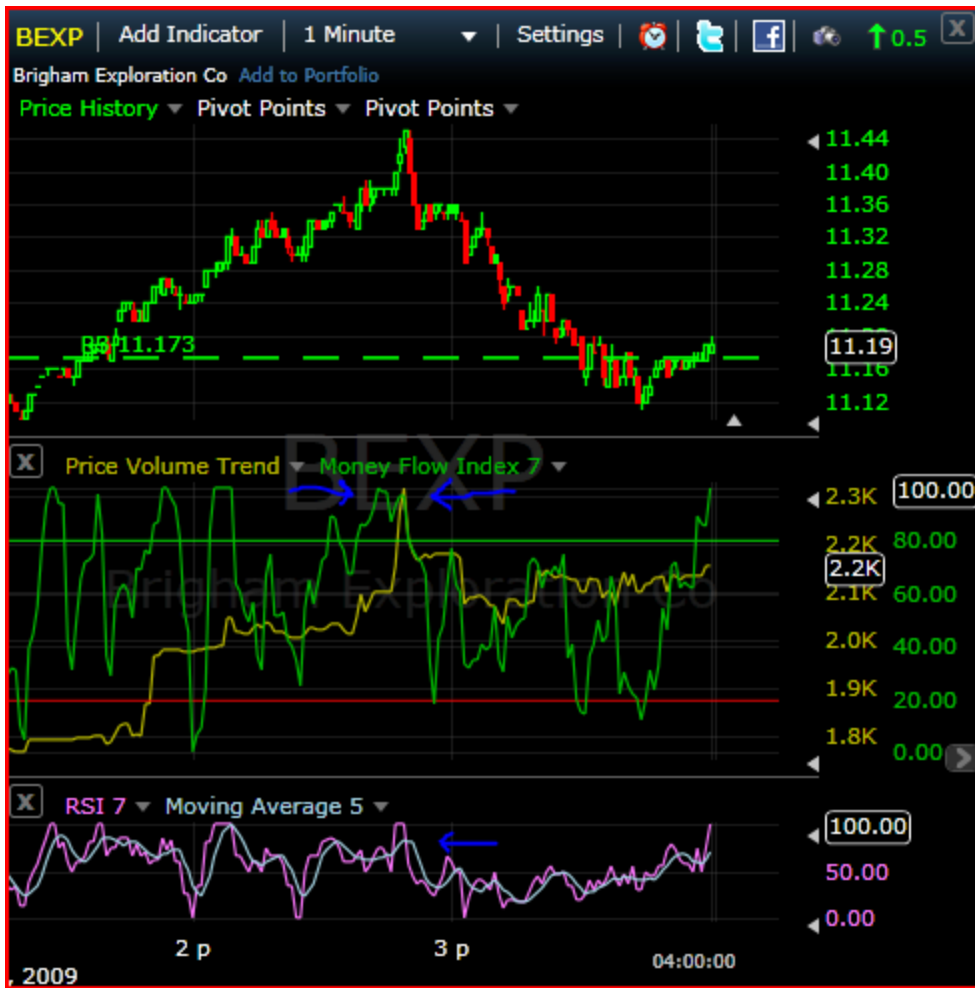 BEXP Add Indicator 1 Minute Settings 0.5 X
Brigham Exploration Co Add to Portfolio
Price History Pivot Points Pivot Points
11.44
11.40
11.36
11.32
11.28
11.24
11.173
11.19
11.16
11.12
BEXP
Brigham Exploration Co
X Price Volume Trend Money Flow Index 7
2.3K 100.00
2.2K 80.00
2.2K
2.1K 60.00
2.0K 40.00
1.9K 20.00
1.8K 0.00
X RSI 7 Moving Average 5
100.00
50.00
0.00
2 p 3 p 04:00:00
, 2009